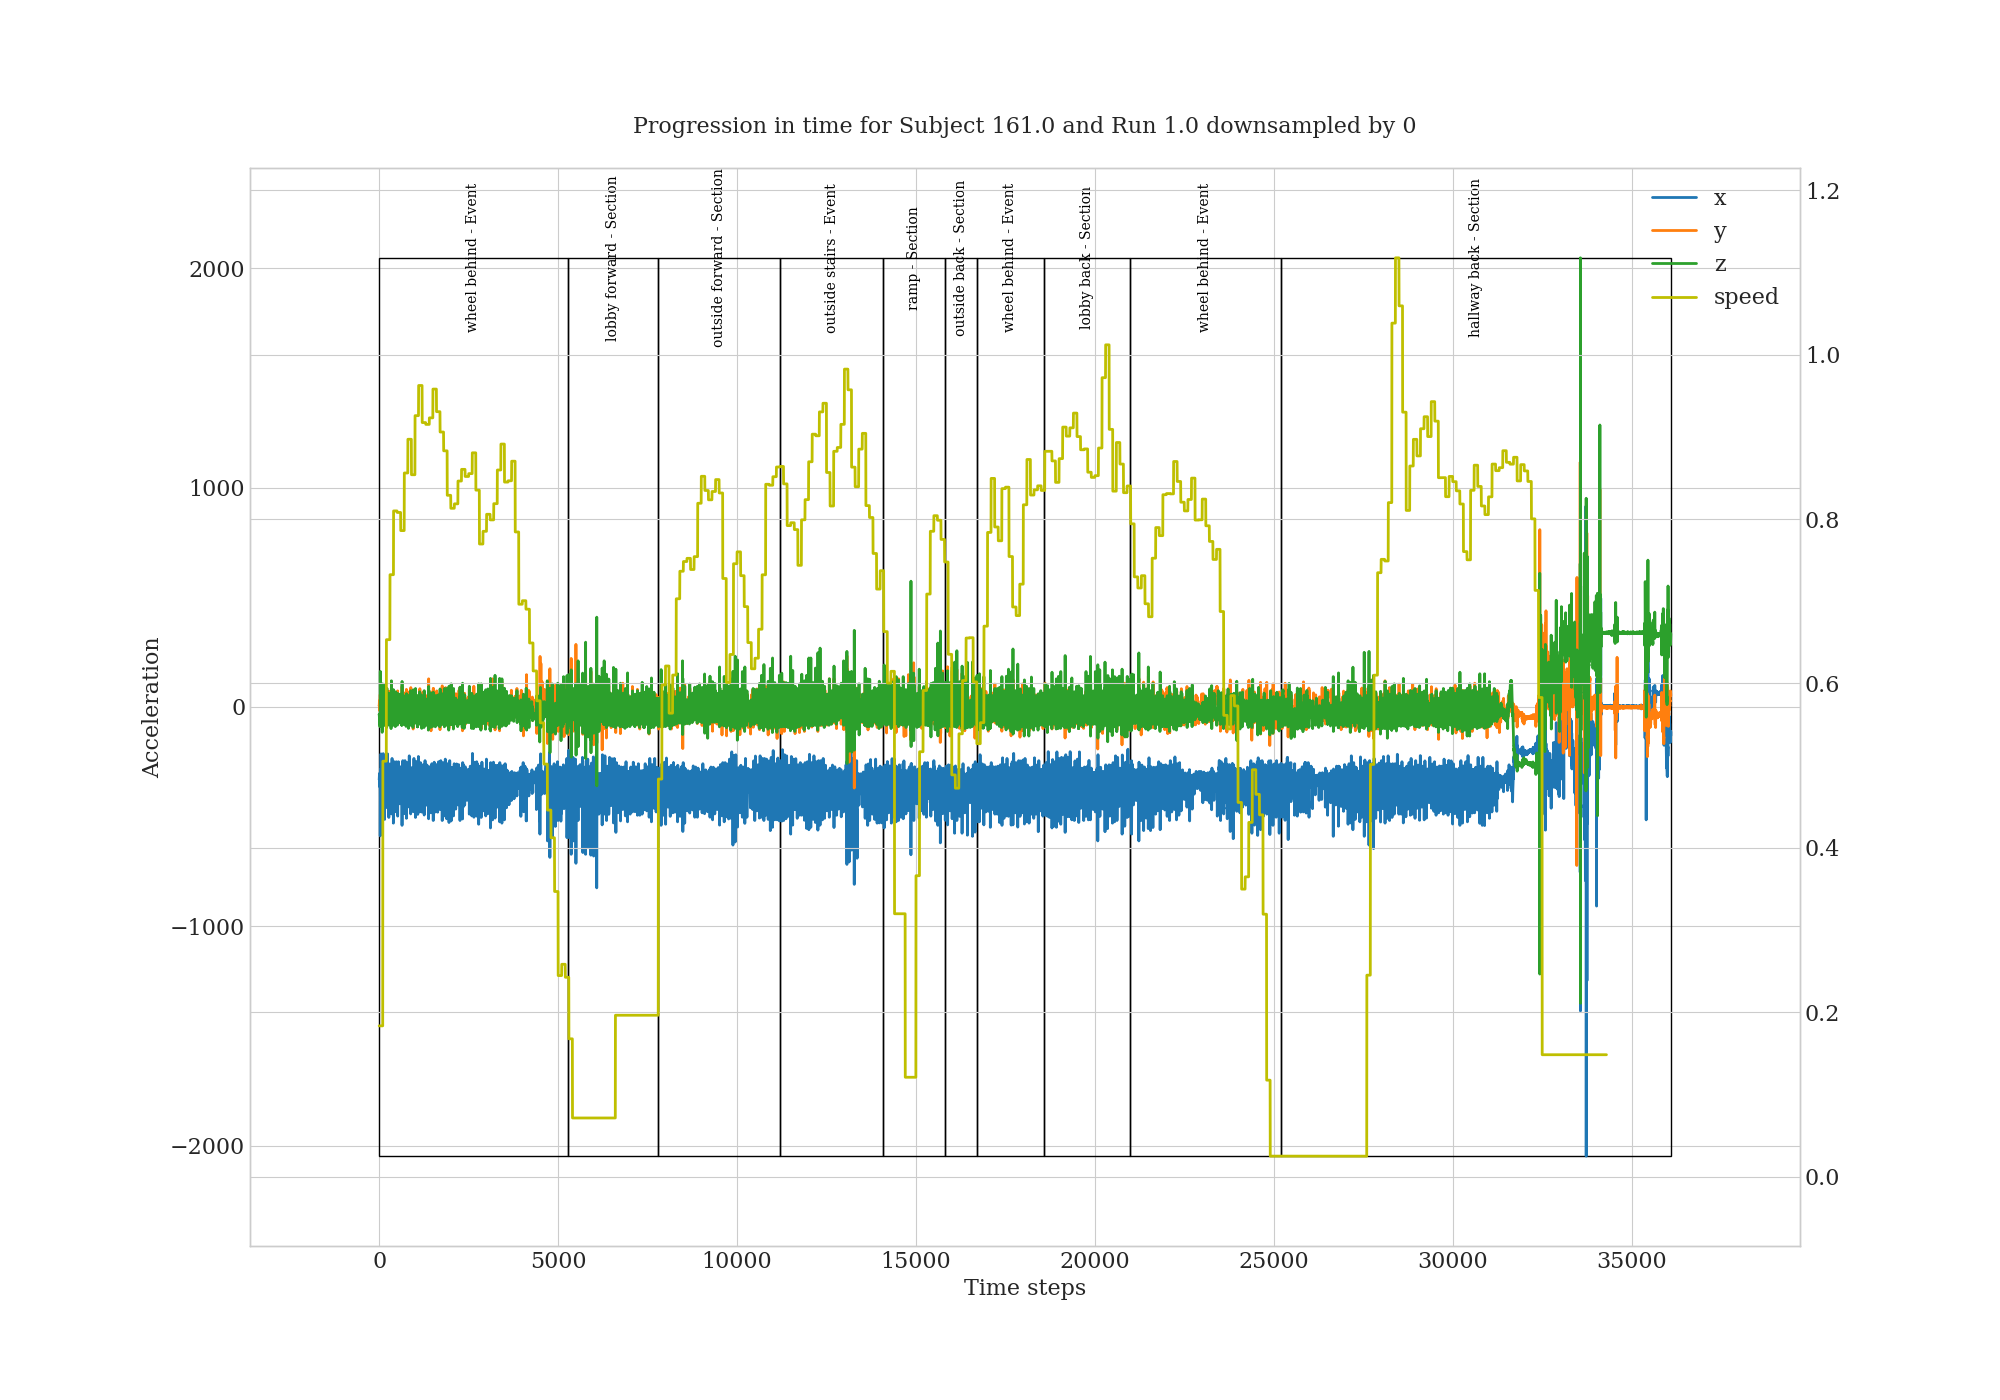 Progression in time for Subject 161.0 and Run 1.0 downsampled by 0
wheel behind - Event
lobby forward - Section
outside forward - Section
outside stairs - Event
ramp - Section
outside back - Section
wheel behind - Event
lobby back - Section
wheel behind - Event
hallway back - Section
x
y
z
speed
2000
1000
0
−1000
−2000
Acceleration
1.2
1.0
0.8
0.6
0.4
0.2
0.0
0 5000 10000 15000 20000 25000 30000 35000
Time steps